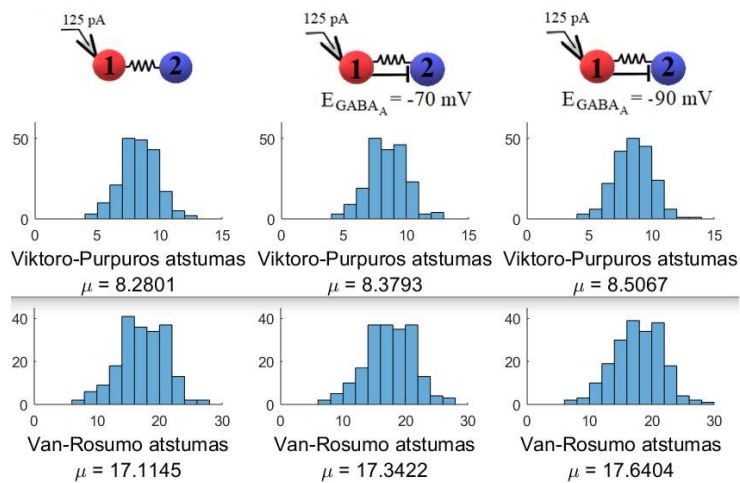 125 pA 125 pA 125 pA
1 2 1 2 1 2
E_GABA_A = -70 mV E_GABA_A = -90 mV
50 50 50
0 0 0
0 5 10 15 0 5 10 15 0 5 10 15
Viktoro-Purpuros atstumas Viktoro-Purpuros atstumas Viktoro-Purpuros atstumas
μ = 8.2801 μ = 8.3793 μ = 8.5067
40 40 40
20 20 20
0 0 0
0 10 20 30 0 10 20 30 0 10 20 30
Van-Rosumo atstumas Van-Rosumo atstumas Van-Rosumo atstumas
μ = 17.1145 μ = 17.3422 μ = 17.6404